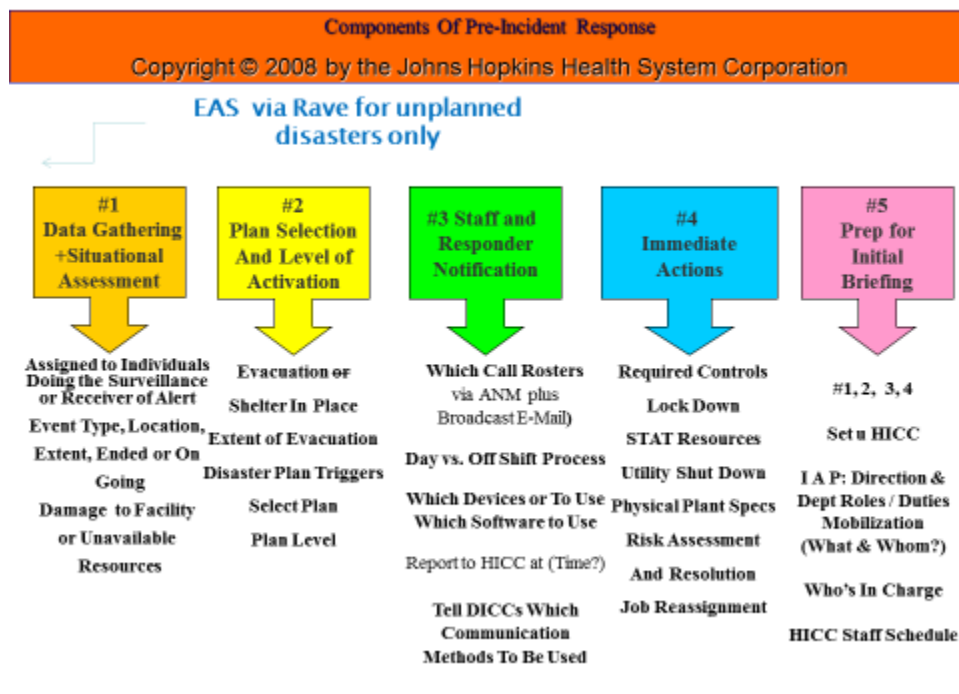 Components Of Pre-Incident Response
Copyright © 2008 by the Johns Hopkins Health System Corporation
EAS via Rave for unplanned
disasters only
#1
Data Gathering
+Situational
Assessment
Assigned to Individuals
Doing the Surveillance
or Receiver of Alert
Event Type, Location,
Extent, Ended or On
Going
Damage to Facility
or Unavailable
Resources
#2
Plan Selection
And Level of
Activation
Evacuation or
Shelter In Place
Extent of Evacuation
Disaster Plan Triggers
Select Plan
Plan Level
#3 Staff and
Responder
Notification
Which Call Rosters
via ANM plus
Broadcast E-Mail)
Day vs. Off Shift Process
Which Devices or To Use
Which Software to Use
Report to HICC at (Time?)
Tell DICCs Which
Communication
Methods To Be Used
#4
Immediate
Actions
Required Controls
Lock Down
STAT Resources
Utility Shut Down
Physical Plant Specs
Risk Assessment
And Resolution
Job Reassignment
#5
Prep for
Initial
Briefing
#1, 2, 3, 4
Set u HICC
I A P: Direction &
Dept Roles / Duties
Mobilization
(What & Whom?)
Who's In Charge
HICC Staff Schedule